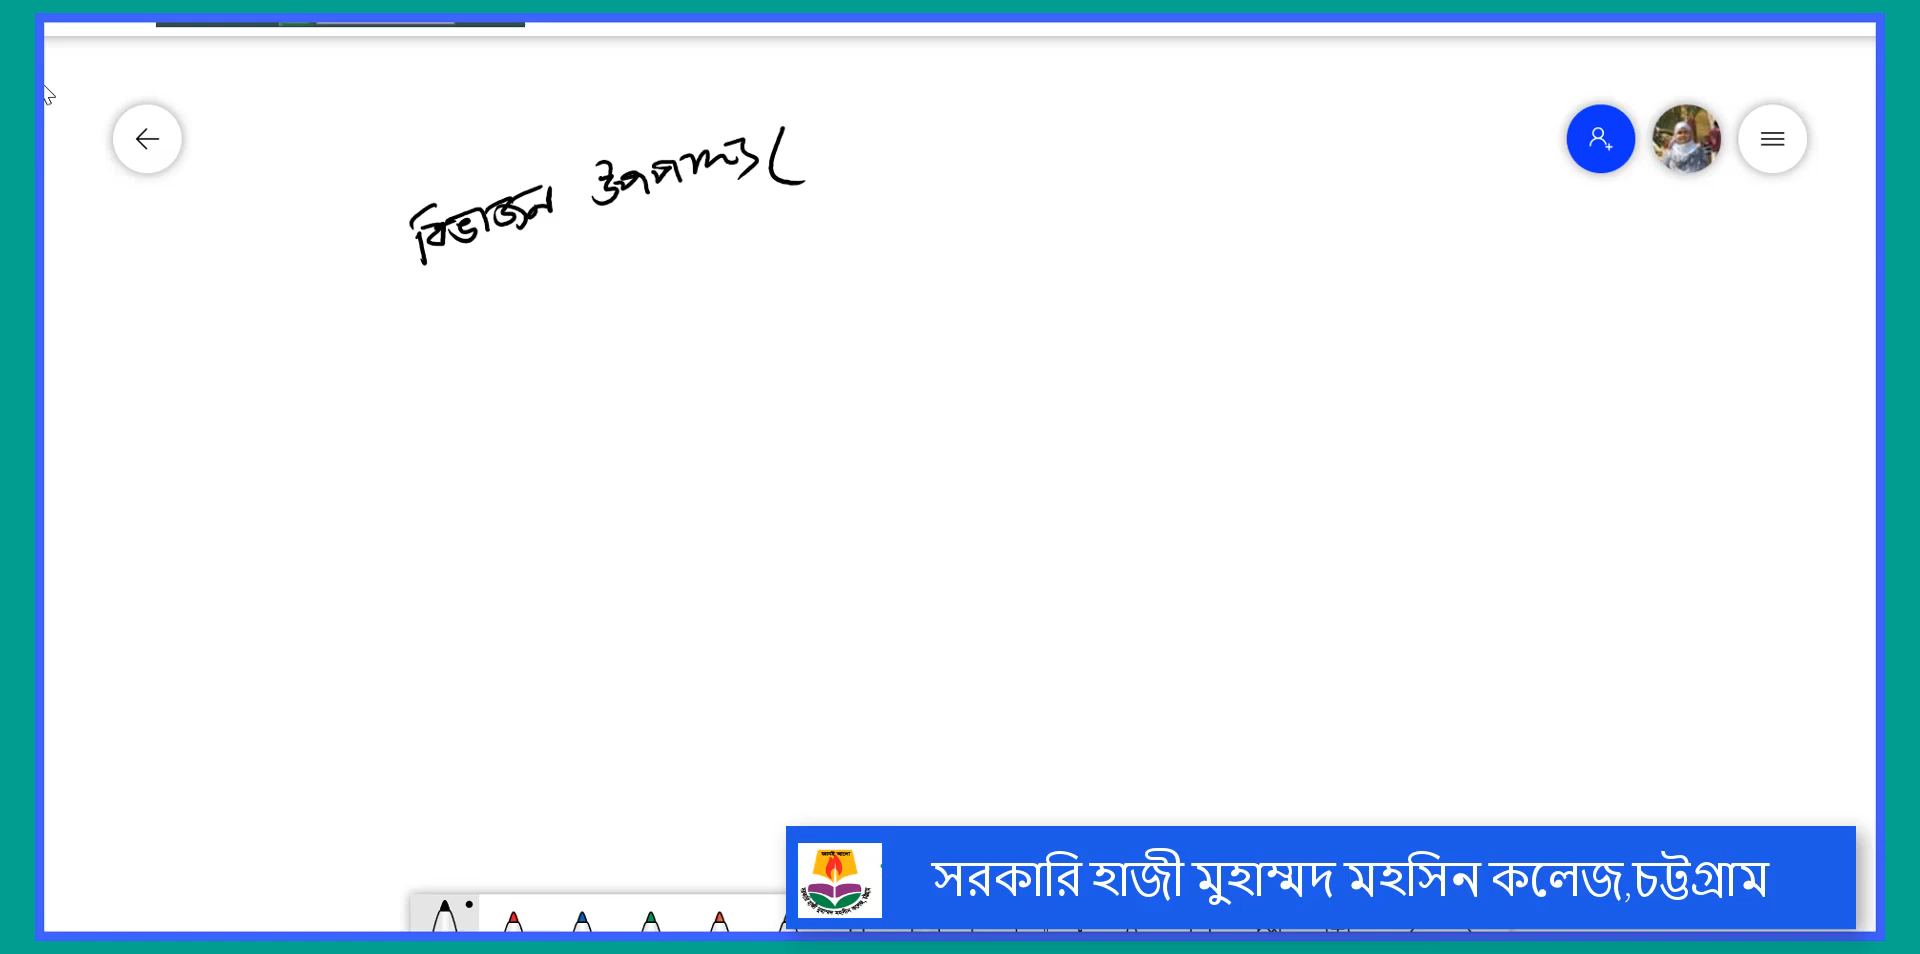 বিভাজন উপপাদ্য (
সরকারি হাজী মুহাম্মদ মহসিন কলেজ,চট্টগ্রাম